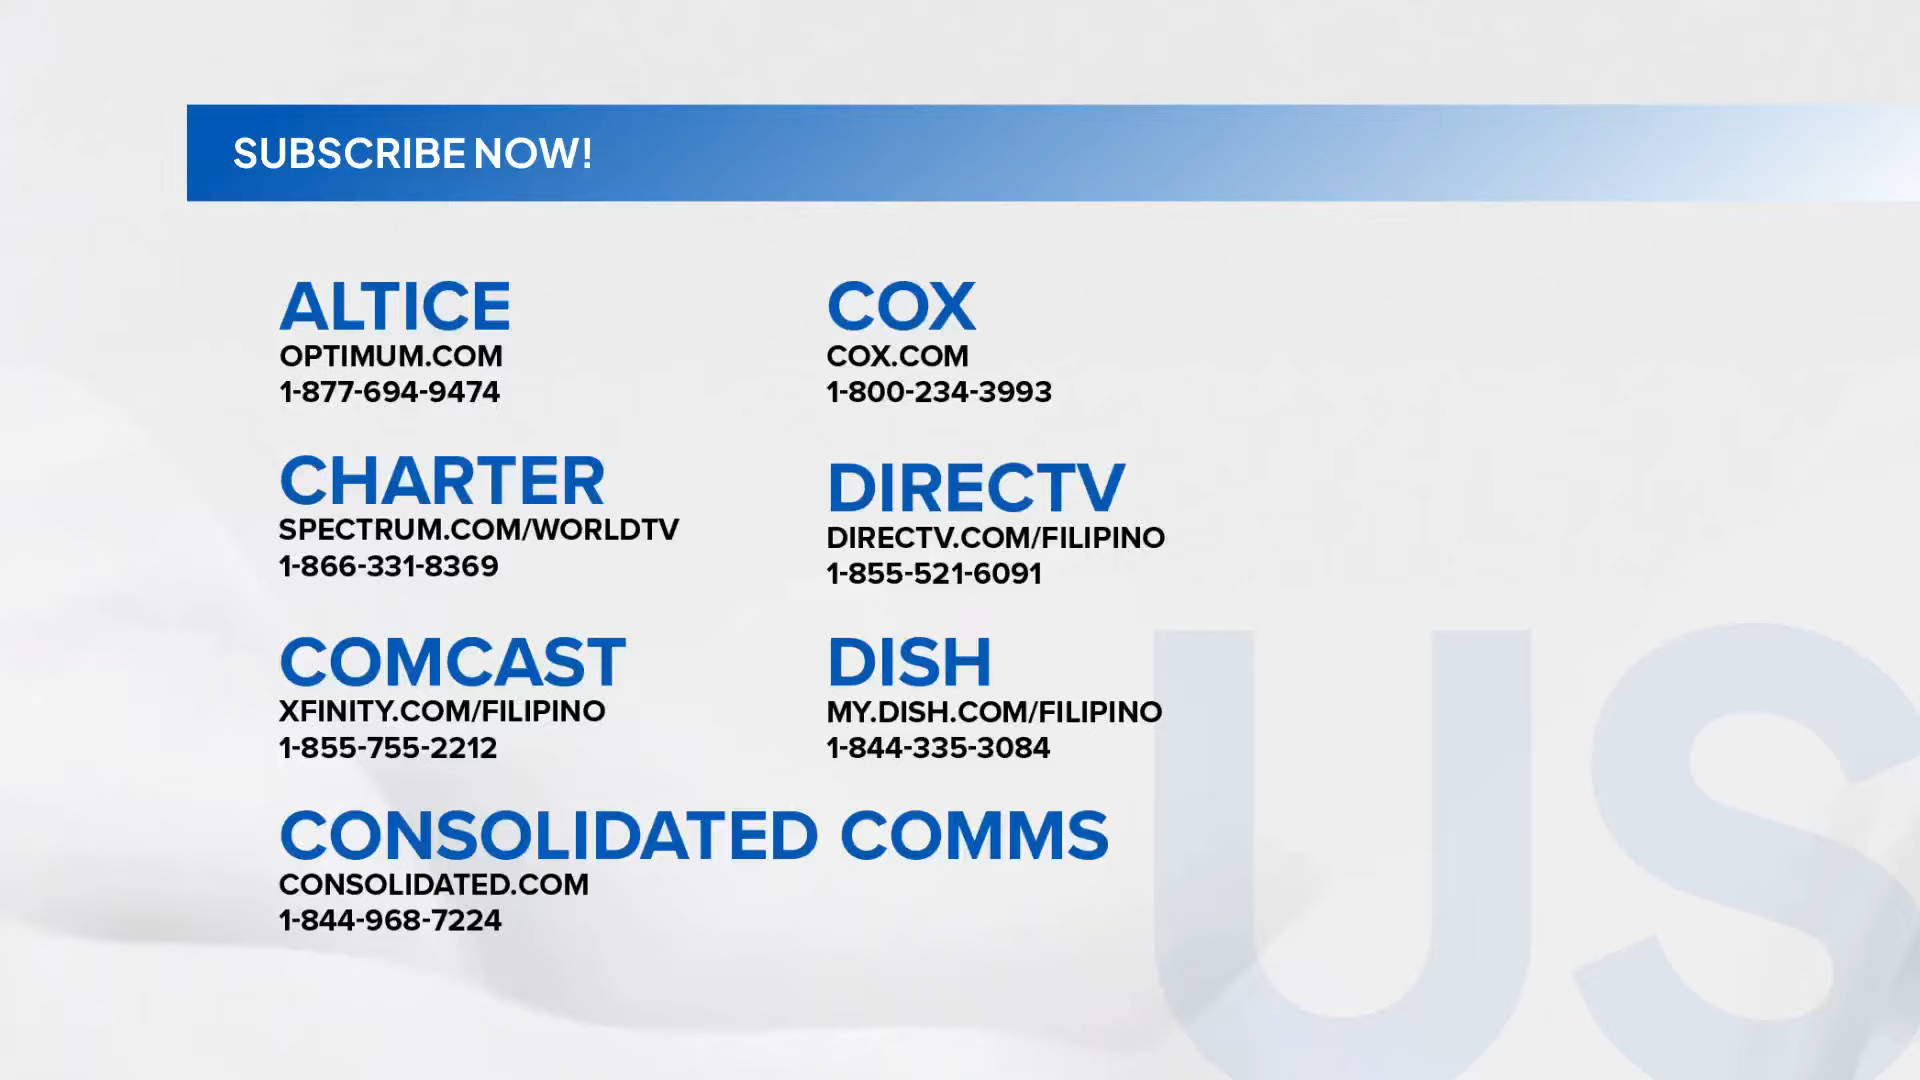 SUBSCRIBE NOW!
ALTICE
OPTIMUM.COM
1-877-694-9474
CHARTER
SPECTRUM.COM/WORLDTV
1-866-331-8369
COMCAST
XFINITY.COM/FILIPINO
1-855-755-2212
CONSOLIDATED COMMS
CONSOLIDATED.COM
1-844-968-7224
COX
COX.COM
1-800-234-3993
DIRECTV
DIRECTV.COM/FILIPINO
1-855-521-6091
DISH
MY.DISH.COM/FILIPINO
1-844-335-3084
US